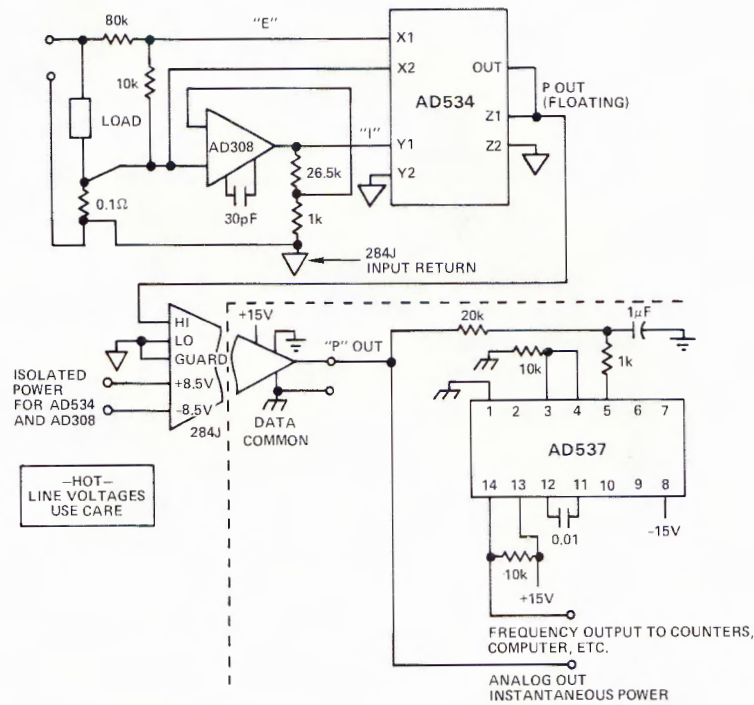 80k
"E"
X1
10k
X2
OUT
P OUT
(FLOATING)
LOAD
AD534
Z1
AD308
"I"
Y1
Z2
26.5k
Y2
0.1Ω
30pF
1k
284J
INPUT RETURN
HI
+15V
20k
1μF
LO
"P" OUT
GUARD
10k
1k
ISOLATED
POWER
FOR AD534
AND AD308
+8.5V
-8.5V
284J
DATA
COMMON
1 2 3 4 5 6 7
AD537
14 13 12 11 10 9 8
–HOT–
LINE VOLTAGES
USE CARE
0,01
-15V
10k
+15V
FREQUENCY OUTPUT TO COUNTERS,
COMPUTER, ETC.
ANALOG OUT
INSTANTANEOUS POWER